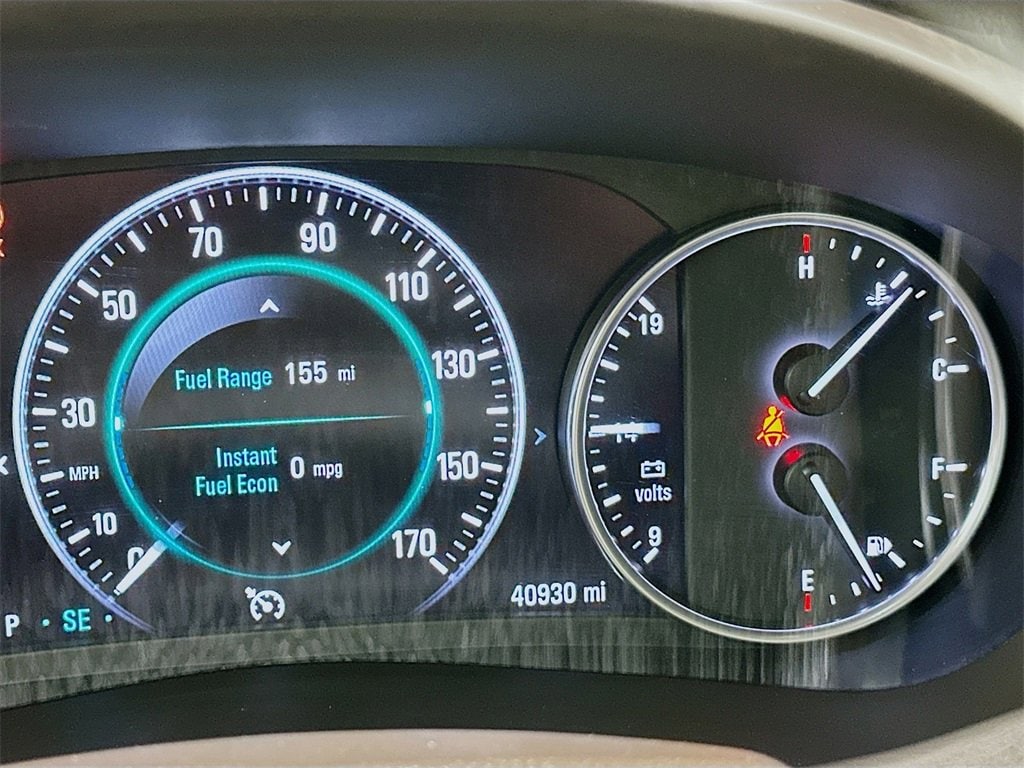 70
90
50
110
Fuel Range 155 mi
130
30
Instant
Fuel Econ 0 mpg
MPH
150
10
0
170
40930 mi
P • SE •
H
19
C
14
volts
F
9
E